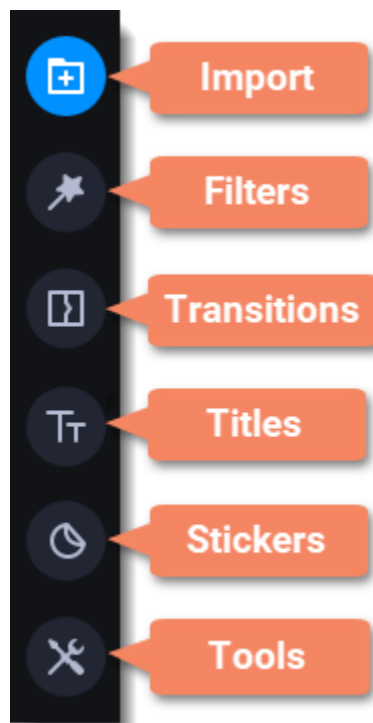 Import
Filters
Transitions
Titles
Stickers
Tools